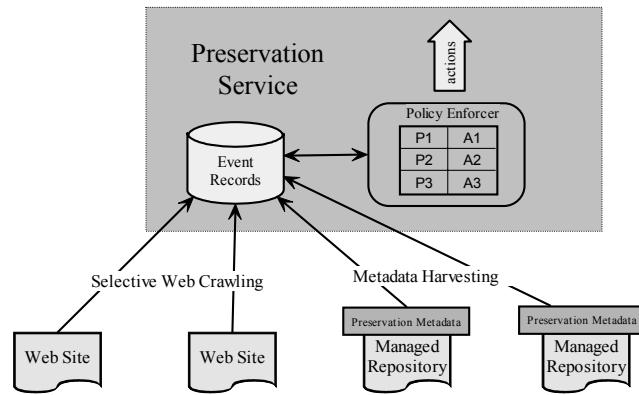 Preservation
Service
actions
Policy Enforcer
P1 A1
P2 A2
P3 A3
Event
Records
Selective Web Crawling
Metadata Harvesting
Web Site
Web Site
Preservation Metadata
Managed
Repository
Preservation Metadata
Managed
Repository